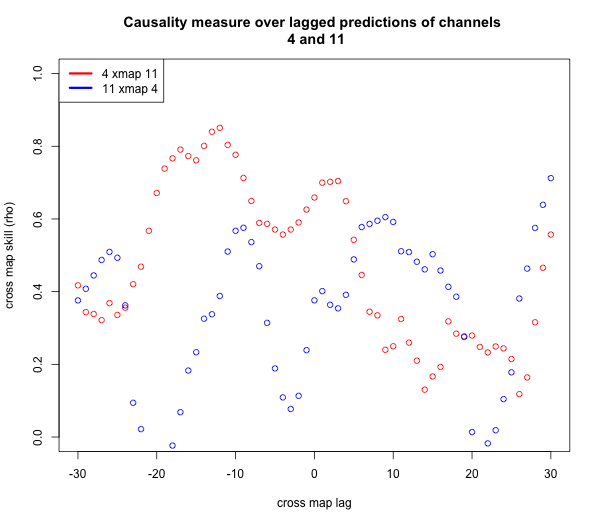 Causality measure over lagged predictions of channels
4 and 11
4 xmap 11
11 xmap 4
cross map skill (rho)
1.0
0.8
0.6
0.4
0.2
0.0
-30
-20
-10
0
10
20
30
cross map lag